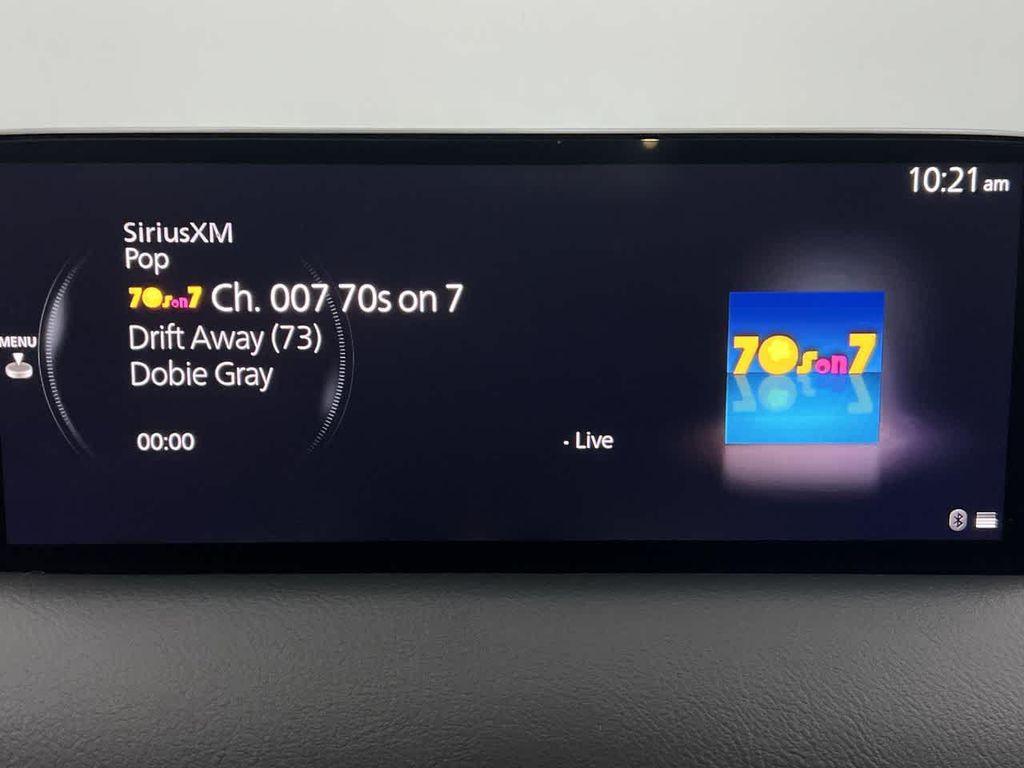 10:21 am
SiriusXM
Pop
70s on 7 Ch. 007 70s on 7
Drift Away (73)
Dobie Gray
MENU
00:00
• Live
70s on 7